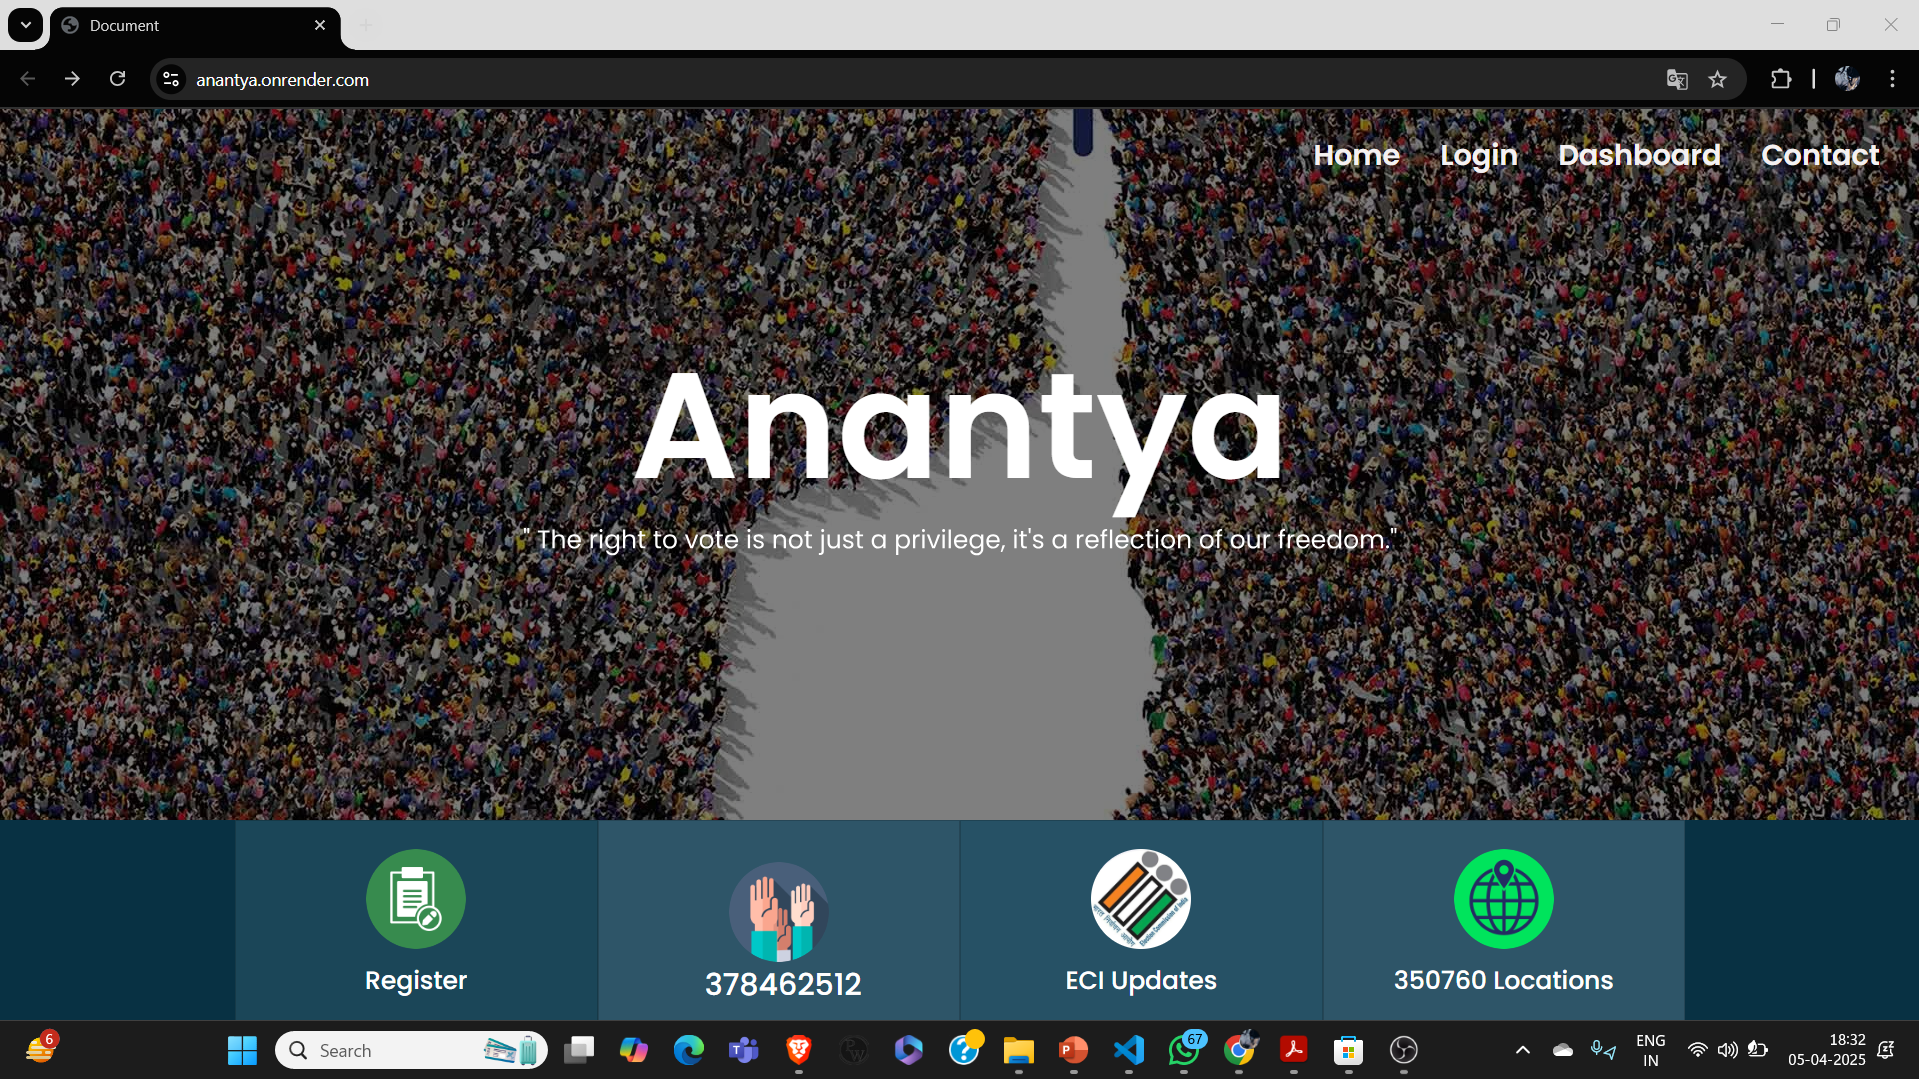 Document
anantya.onrender.com
Home Login Dashboard Contact
Anantya
" The right to vote is not just a privilege, it's a reflection of our freedom."
Register
378462512
ECI Updates
350760 Locations
6
Search
67
ENG
IN
18:32
05-04-2025